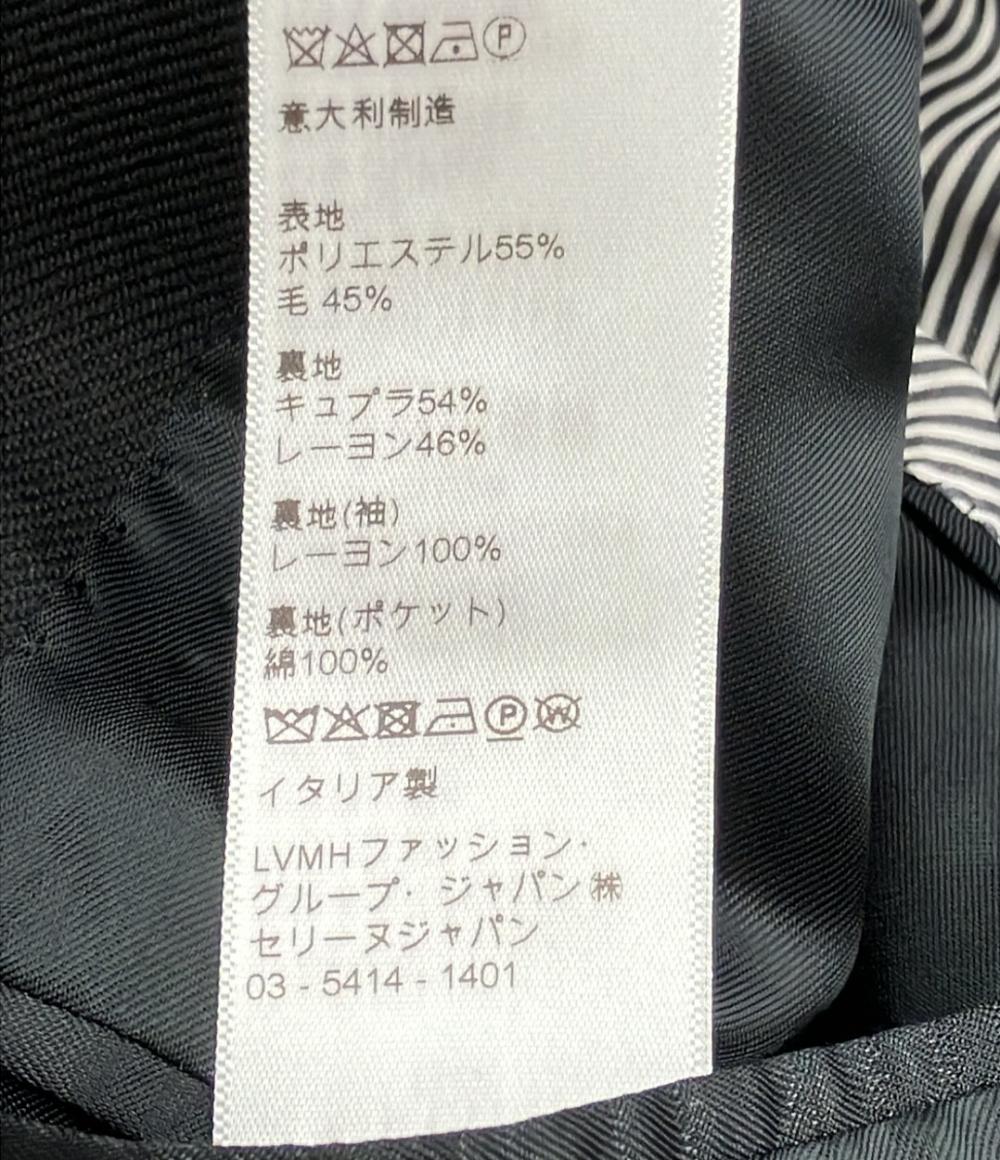 意大利制造
表地
ポリエステル55%
毛 45%
裏地
キュプラ54%
レーヨン46%
裏地(袖)
レーヨン100%
裏地(ポケット)
綿100%
イタリア製
LVMHファッション・
グループ・ ジャパン㈱
セリーヌジャパン
03 - 5414 - 1401